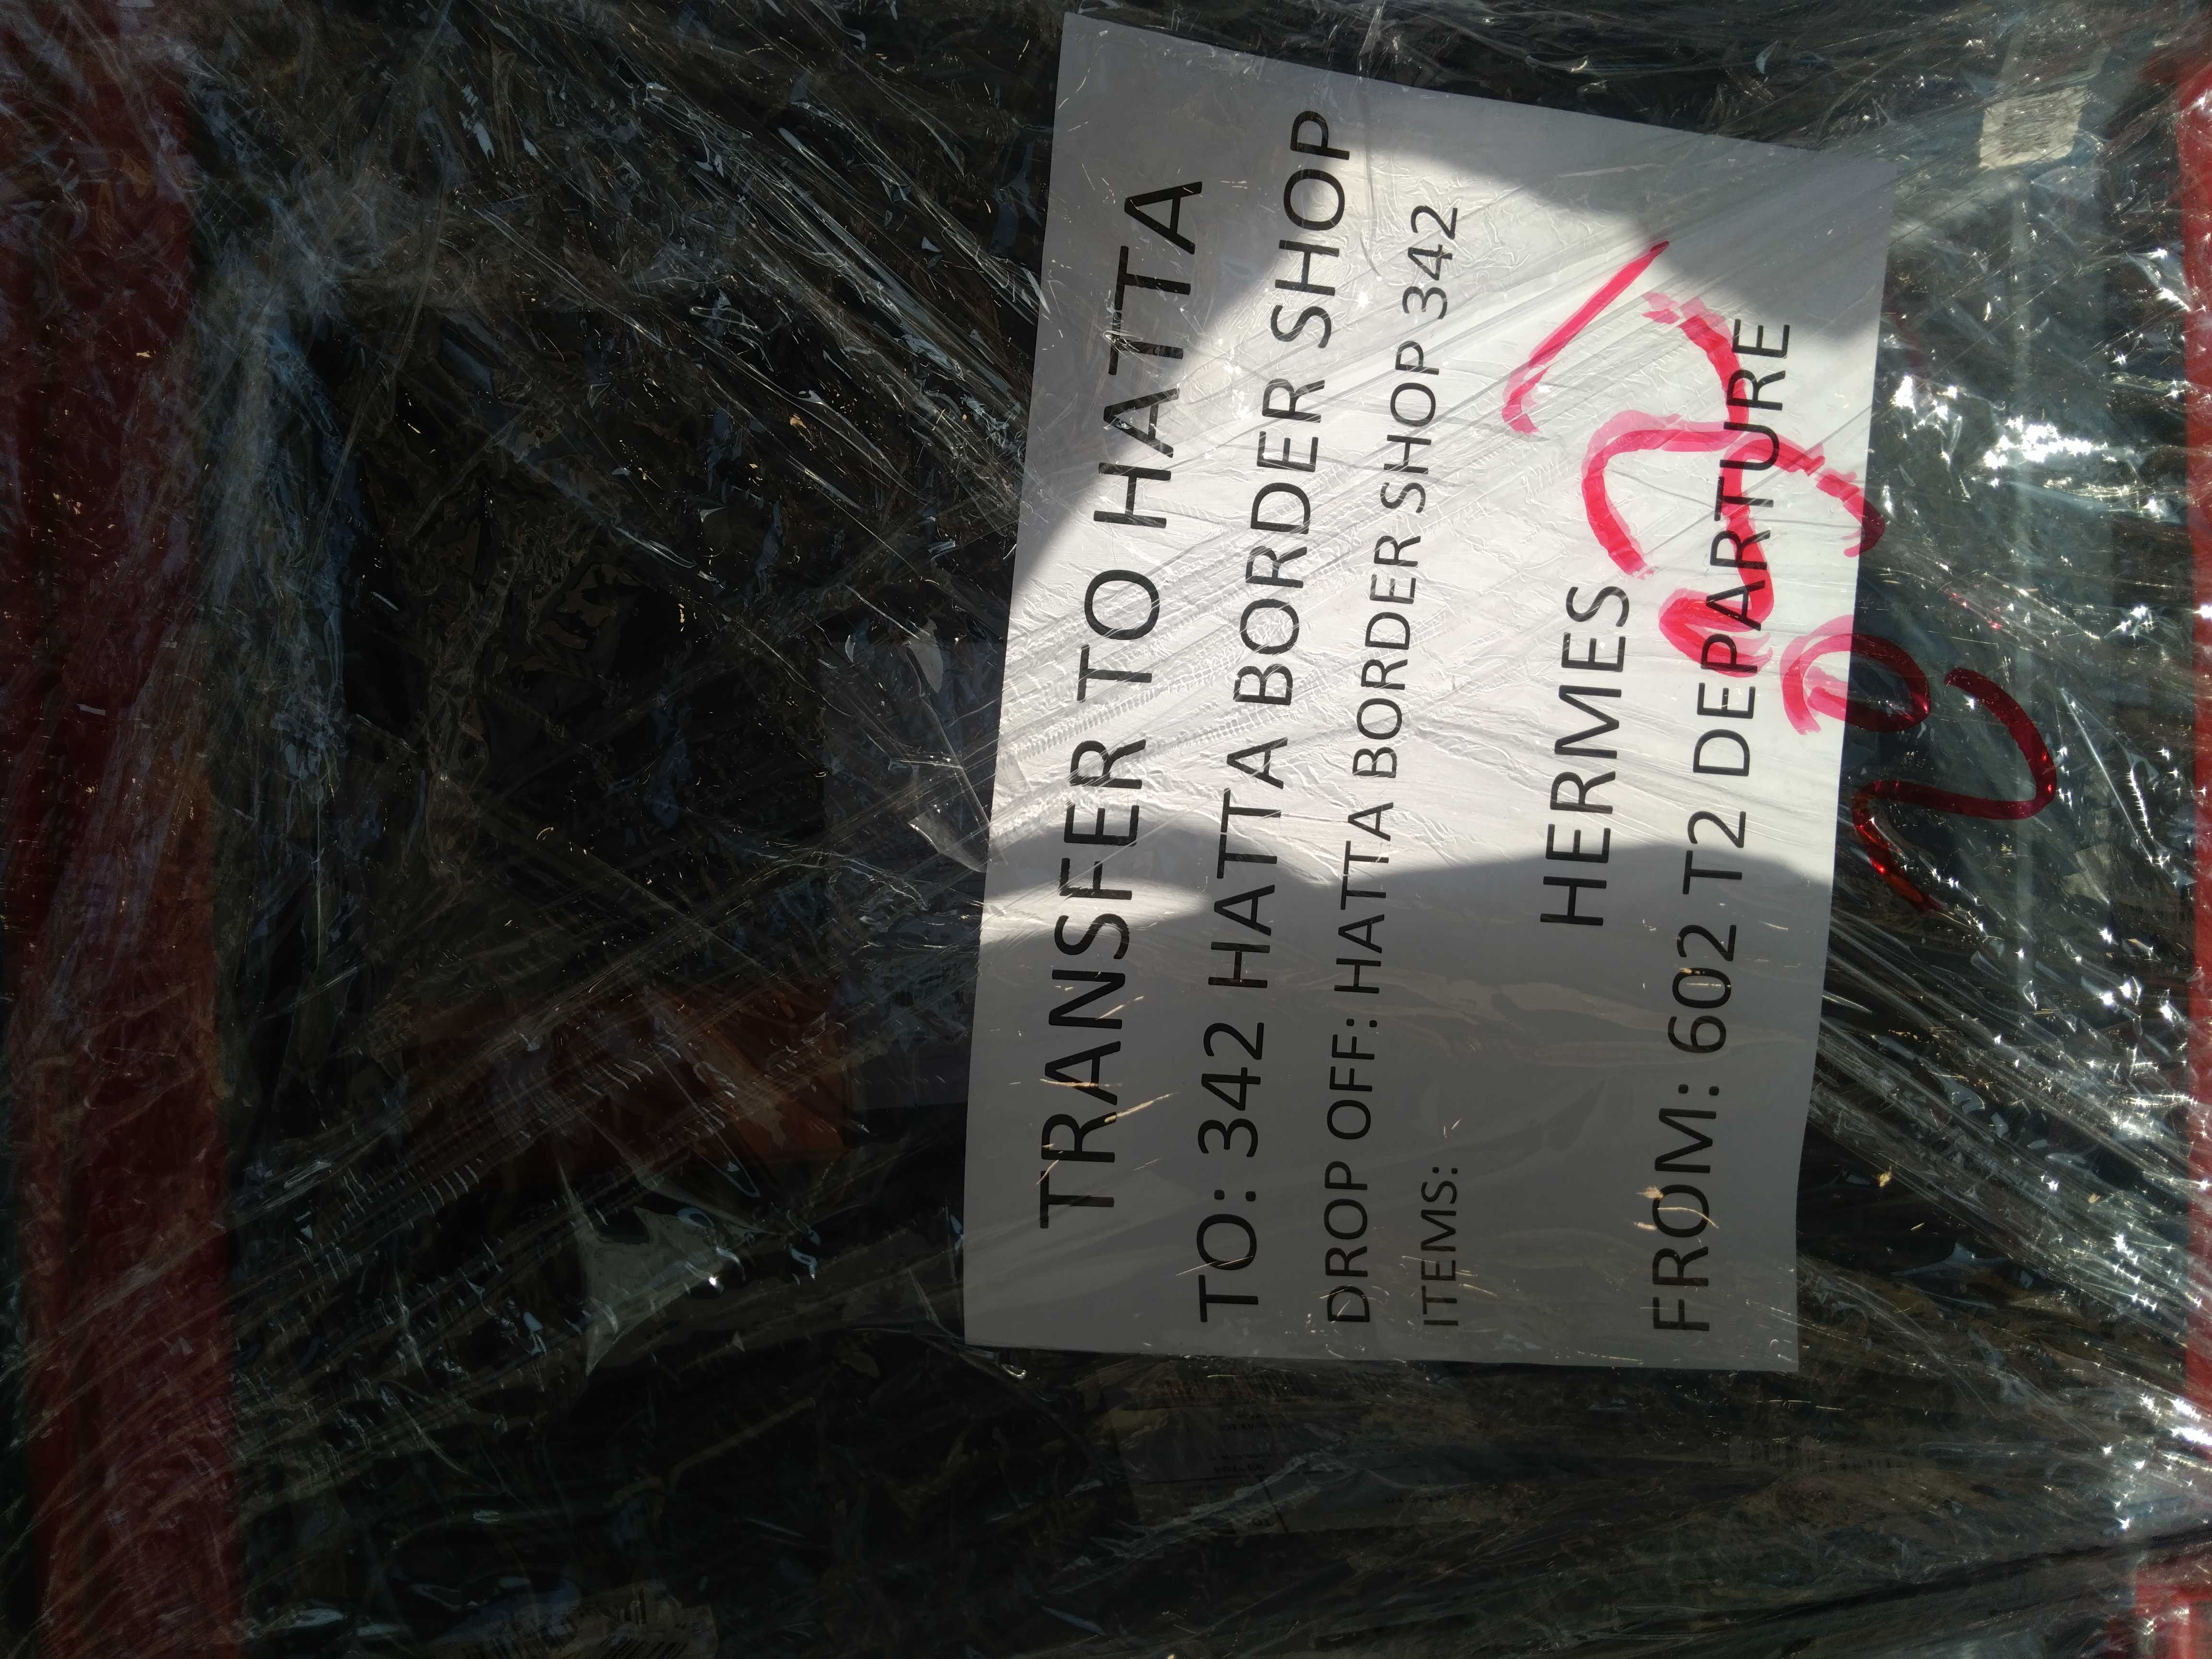 TRANSFER TO HATTA
TO: 342 HATTA BORDER SHOP
DROP OFF: HATTA BORDER SHOP 342
ITEMS:
HERMES
FROM: 602 T2 DEPARTURE